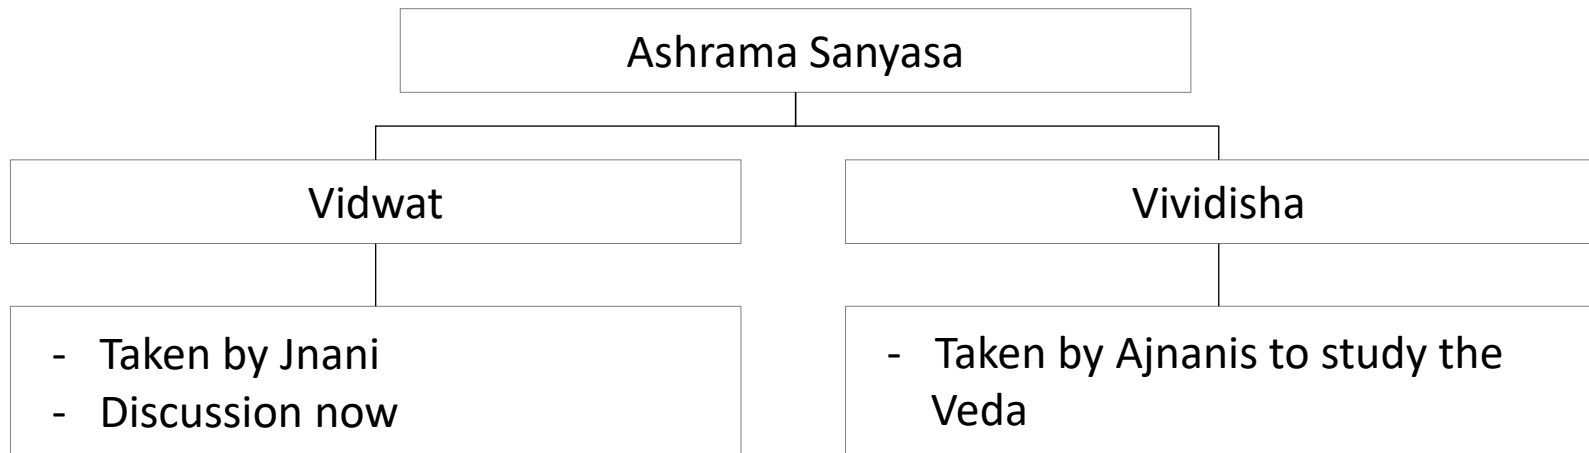 Ashrama Sanyasa
Vidwat
Vividisha
- Taken by Jnani
- Discussion now
- Taken by Ajnanis to study the
Veda